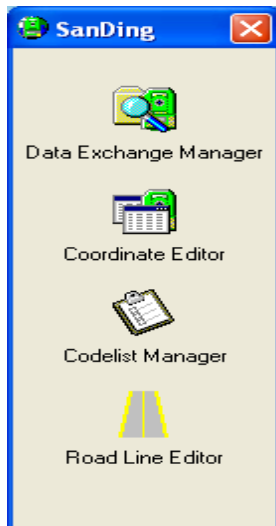 SanDing
Data Exchange Manager
Coordinate Editor
Codelist Manager
Road Line Editor